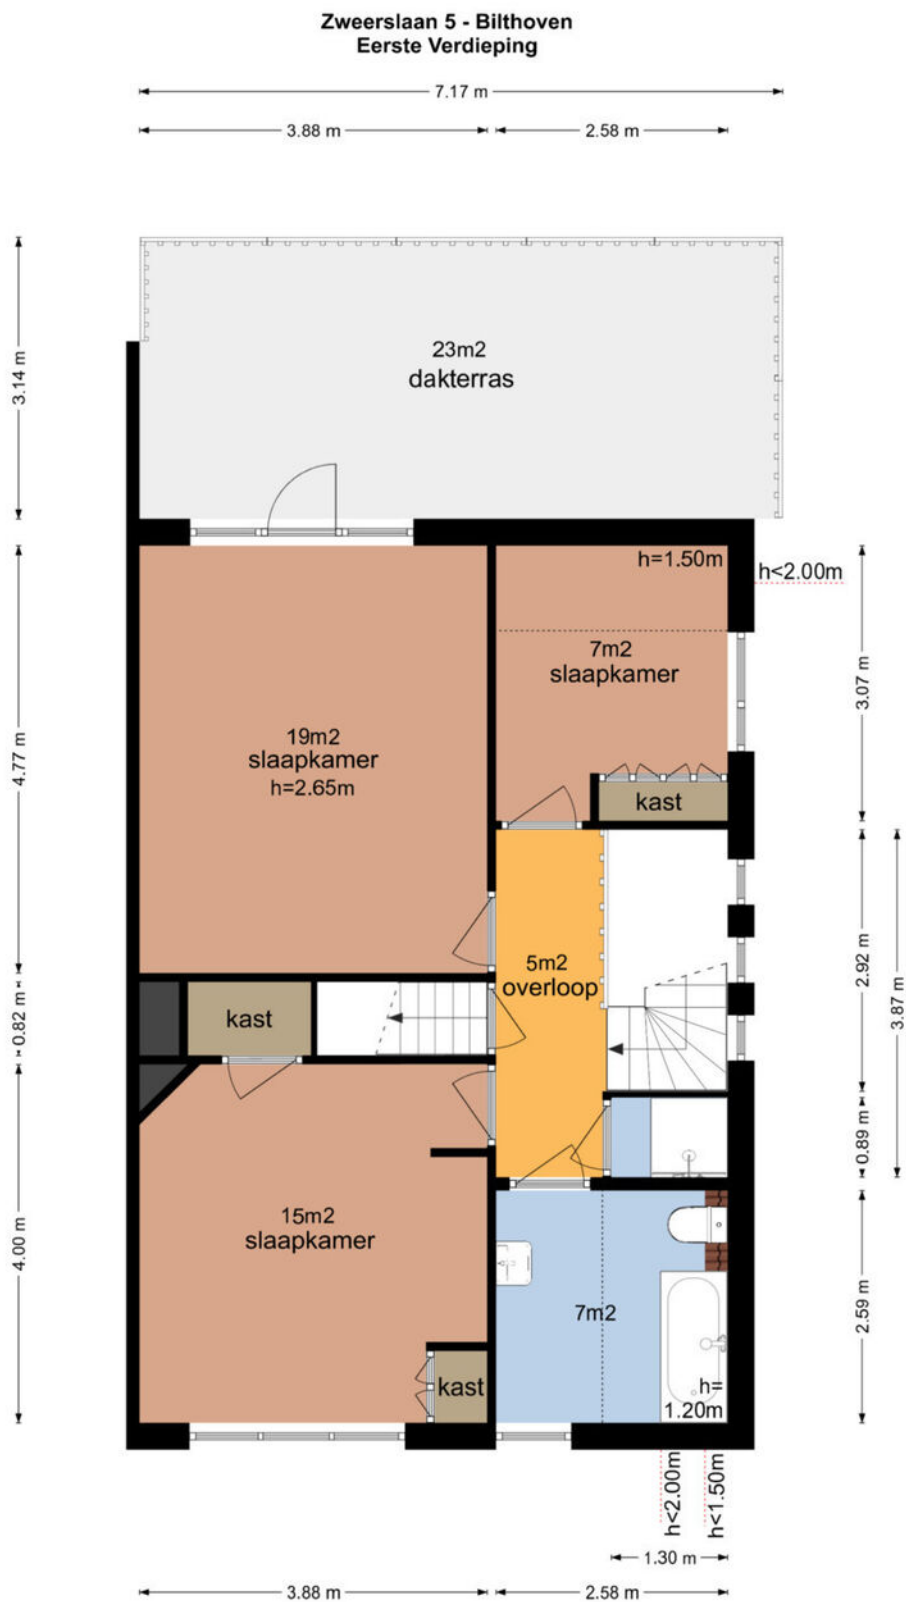 Zweerslaan 5 - Bilthoven
Eerste Verdieping
7.17 m
3.88 m
2.58 m
3.14 m
23m2
dakterras
h=1.50m
h<2.00m
7m2
slaapkamer
3.07 m
4.77 m
19m2
slaapkamer
h=2.65m
kast
2.92 m
3.87 m
5m2
overloop
0.82 m
kast
0.89 m
4.00 m
15m2
slaapkamer
7m2
2.59 m
kast
h=
1.20m
h<2.00m
h<1.50m
1.30 m
3.88 m
2.58 m